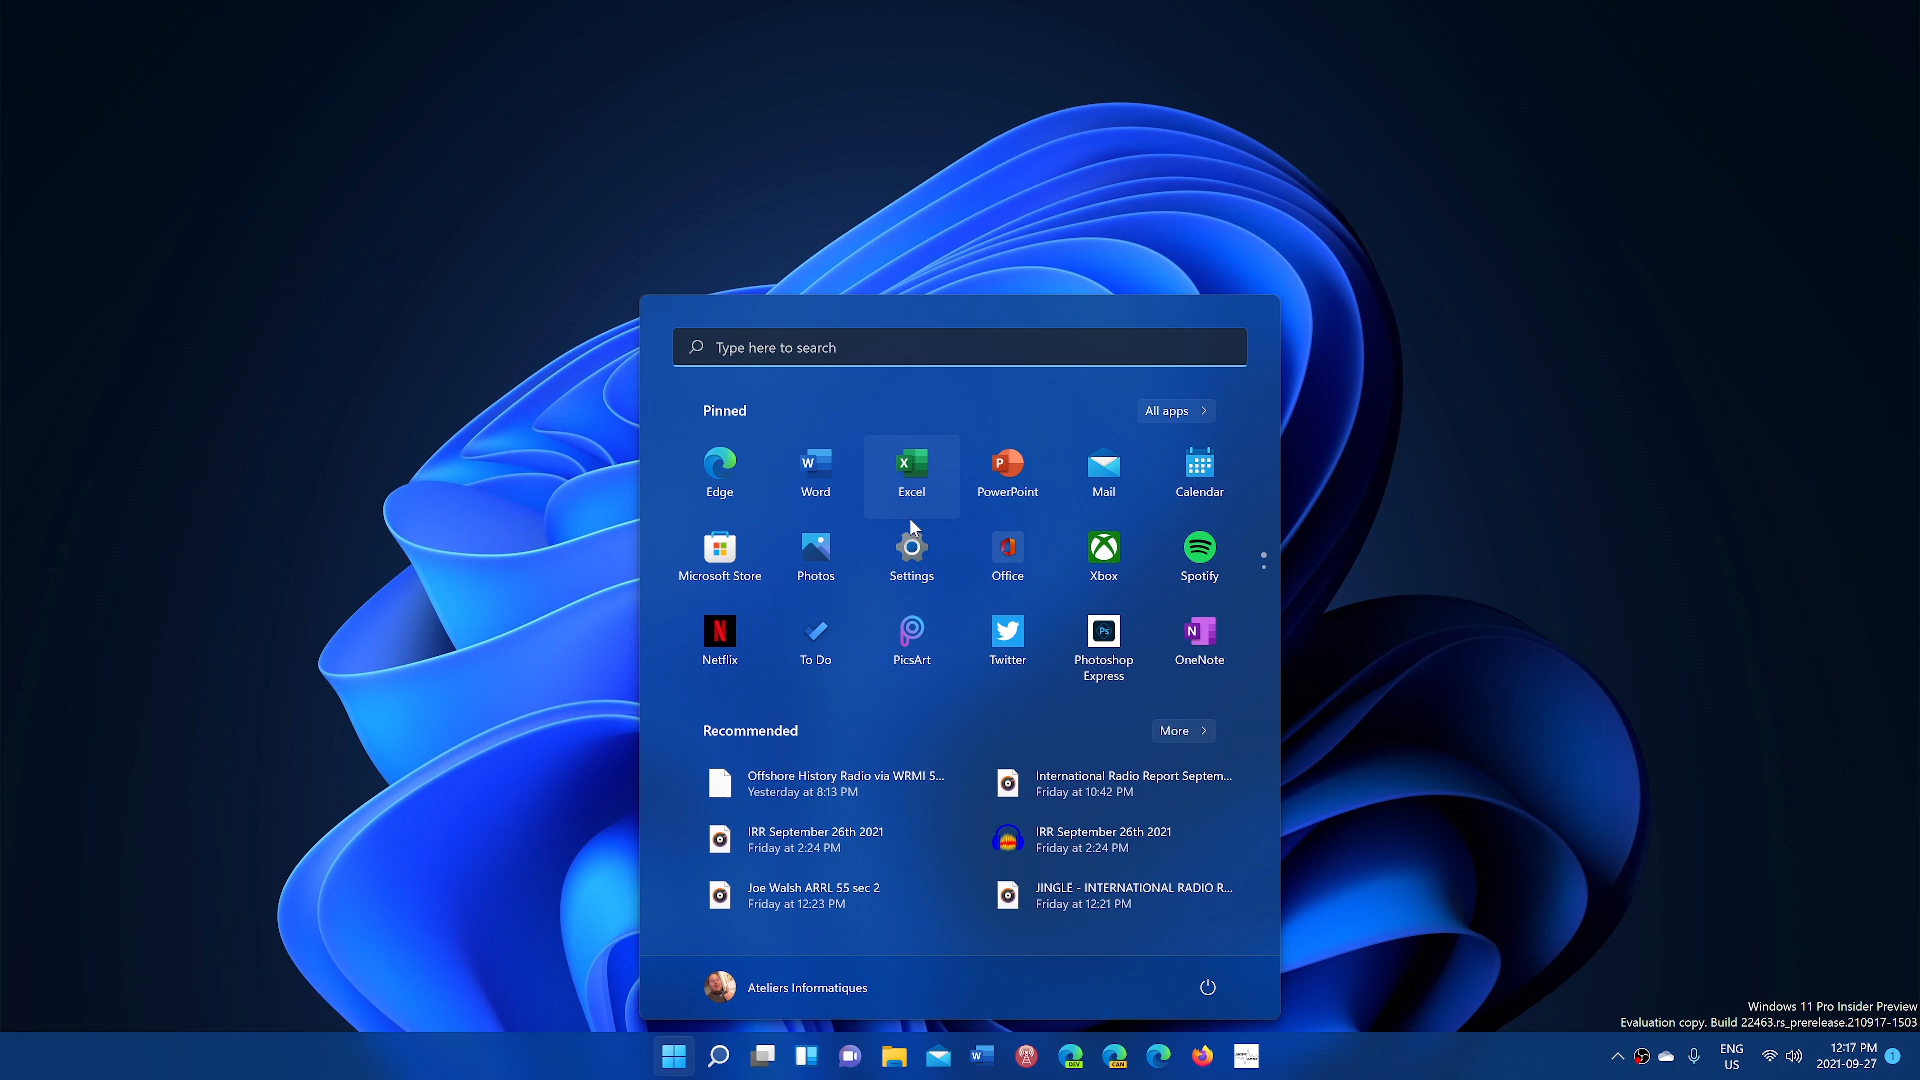 Type here to search
Pinned
All apps
Edge
Word
Excel
PowerPoint
Mail
Calendar
Microsoft Store
Photos
Settings
Office
Xbox
Spotify
Netflix
To Do
PicsArt
Twitter
Photoshop
Express
OneNote
Recommended
More
Offshore History Radio via WRMI 5...
Yesterday at 8:13 PM
International Radio Report Septem...
Friday at 10:42 PM
IRR September 26th 2021
Friday at 2:24 PM
IRR September 26th 2021
Friday at 2:24 PM
Joe Walsh ARRL 55 sec 2
Friday at 12:23 PM
JINGLE - INTERNATIONAL RADIO R...
Friday at 12:21 PM
Ateliers Informatiques
Windows 11 Pro Insider Preview
Evaluation copy. Build 22463.rs_prerelease.210917-1503
DEV
CAN
ENG
US
12:17 PM
2021-09-27
1